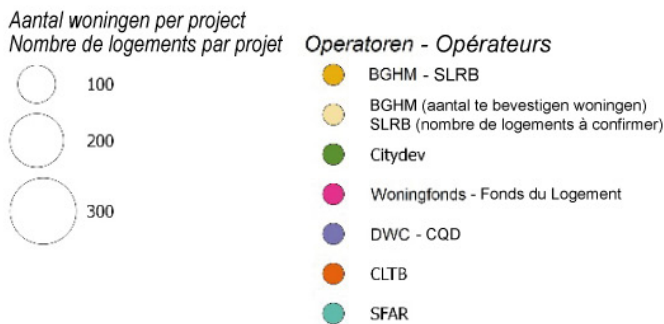 Aantal woningen per project
Nombre de logements par projet
100
200
300
Operatoren - Opérateurs
BGHM - SLRB
BGHM (aantal te bevestigen woningen)
SLRB (nombre de logements à confirmer)
Citydev
Woningfonds - Fonds du Logement
DWC - CQD
CLTB
SFAR